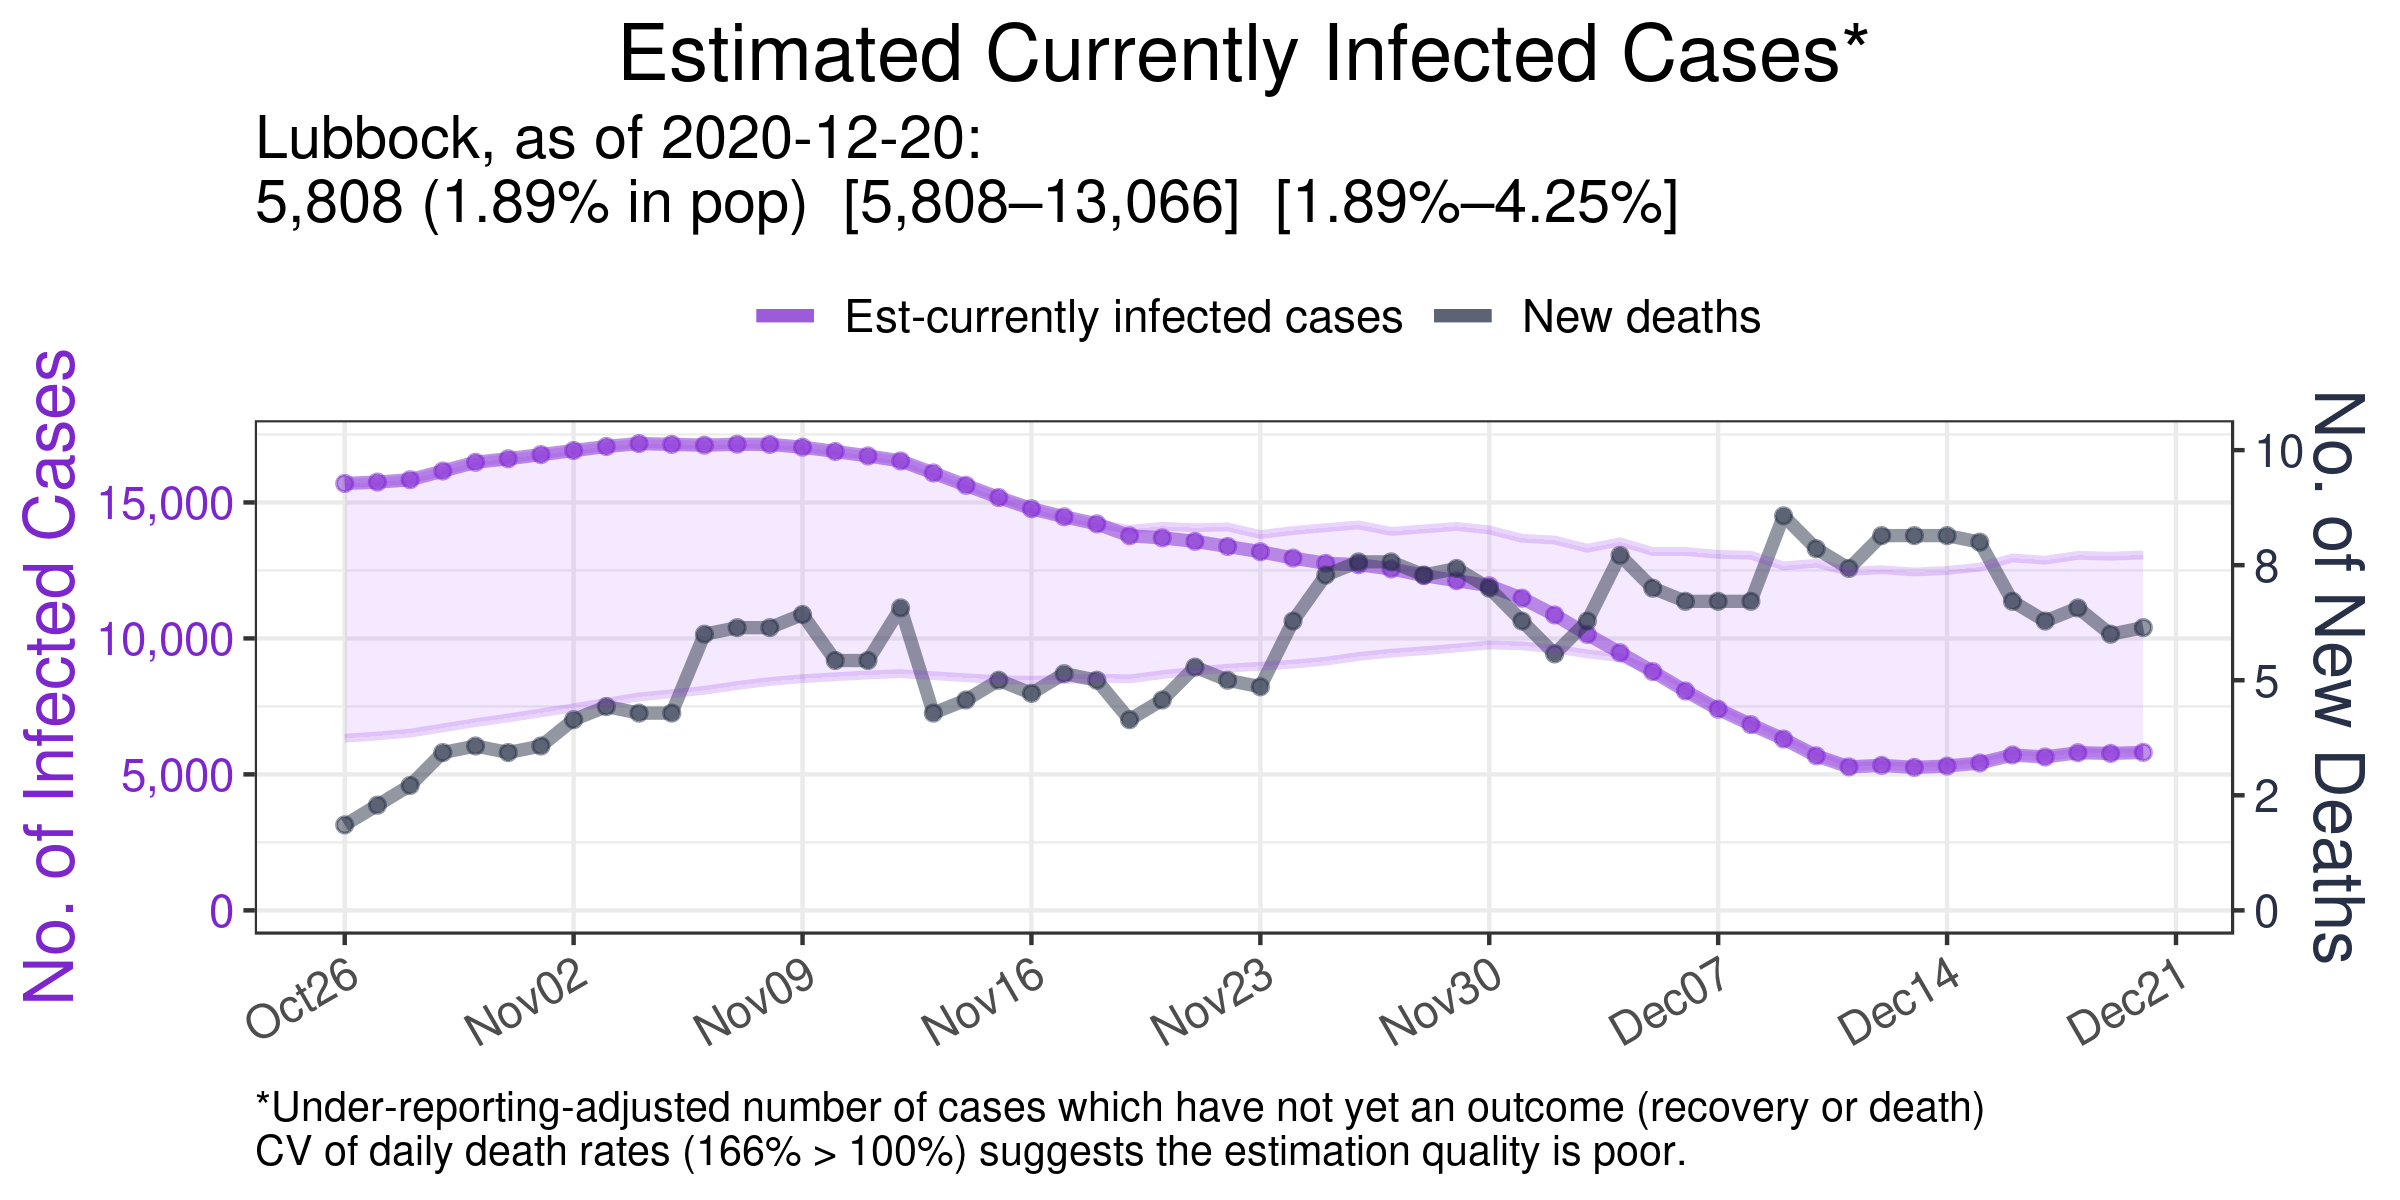 Estimated Currently Infected Cases*
Lubbock, as of 2020-12-20:
5,808 (1.89% in pop)  [5,808–13,066]  [1.89%–4.25%]
Est-currently infected cases
New deaths
No. of Infected Cases
15,000
10,000
5,000
0
10
8
5
2
0
No. of New Deaths
Oct26
Nov02
Nov09
Nov16
Nov23
Nov30
Dec07
Dec14
Dec21
*Under-reporting-adjusted number of cases which have not yet an outcome (recovery or death)
CV of daily death rates (166% > 100%) suggests the estimation quality is poor.